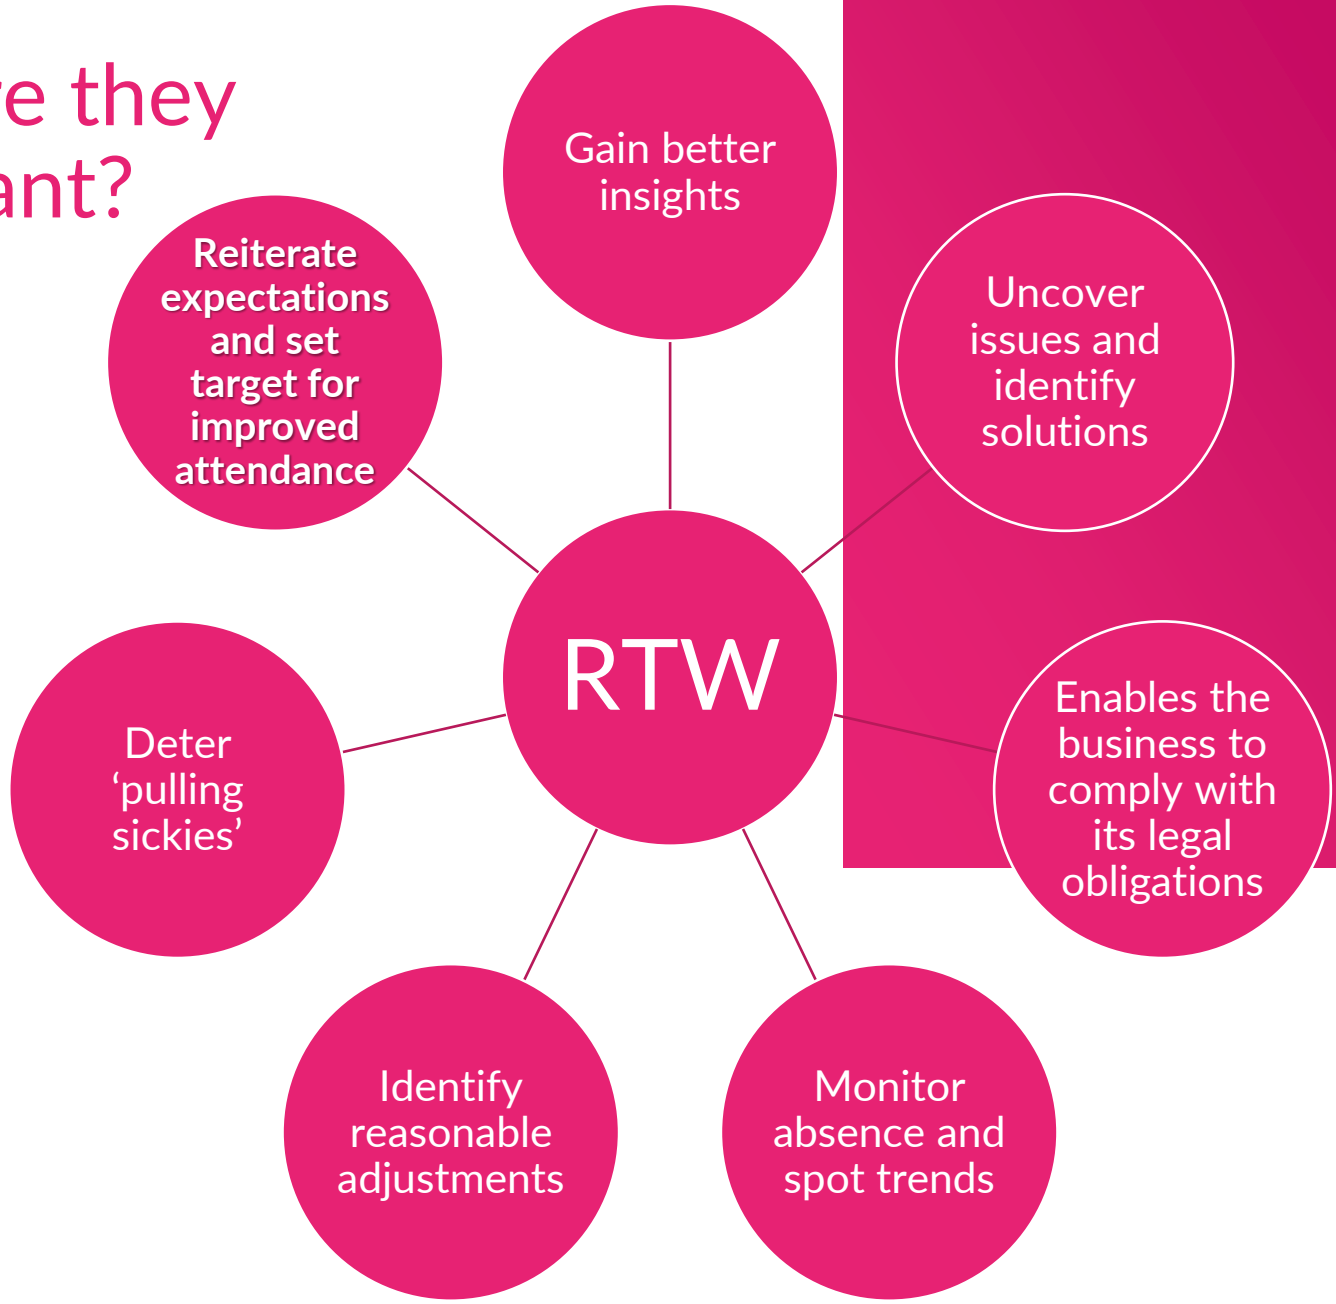 re they
ant?
Gain better
insights
Uncover
issues and
identify
solutions
Enables the
business to
comply with
its legal
obligations
Monitor
absence and
spot trends
Identify
reasonable
adjustments
Deter
‘pulling
sickies’
Reiterate
expectations
and set
target for
improved
attendance
RTW